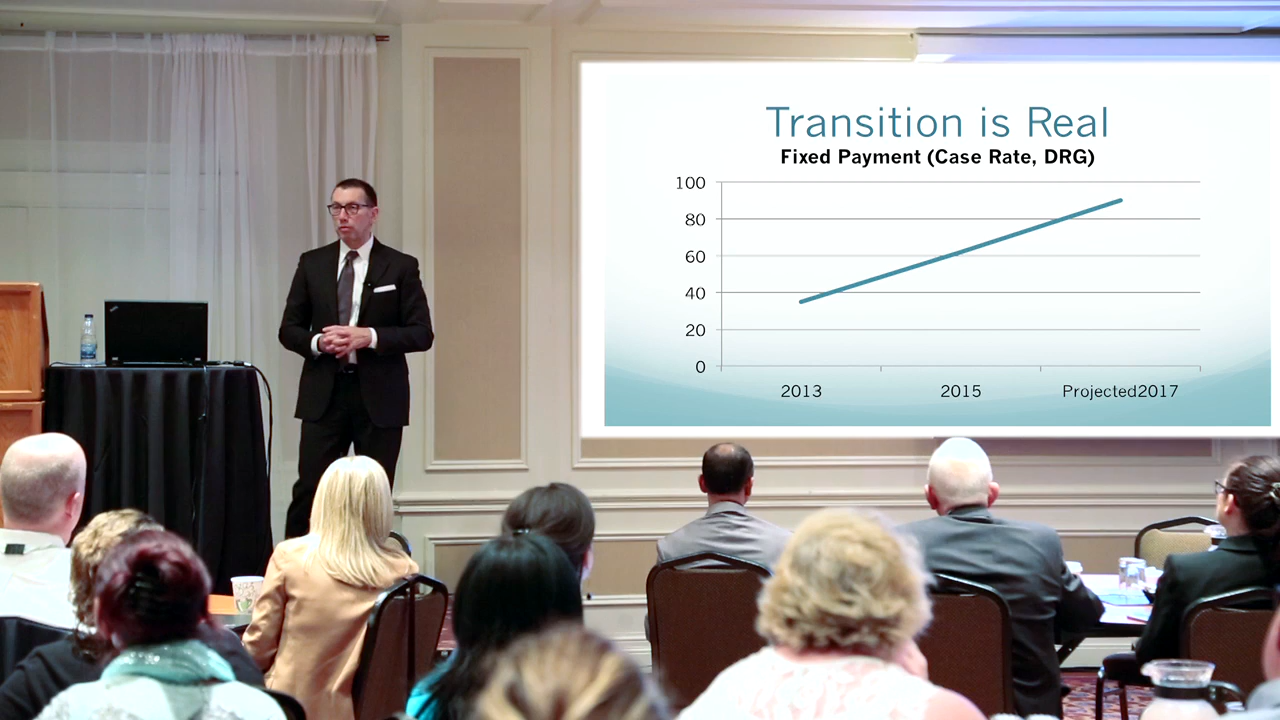 Transition is Real
Fixed Payment (Case Rate, DRG)
100
80
60
40
20
0
2013 2015 Projected2017